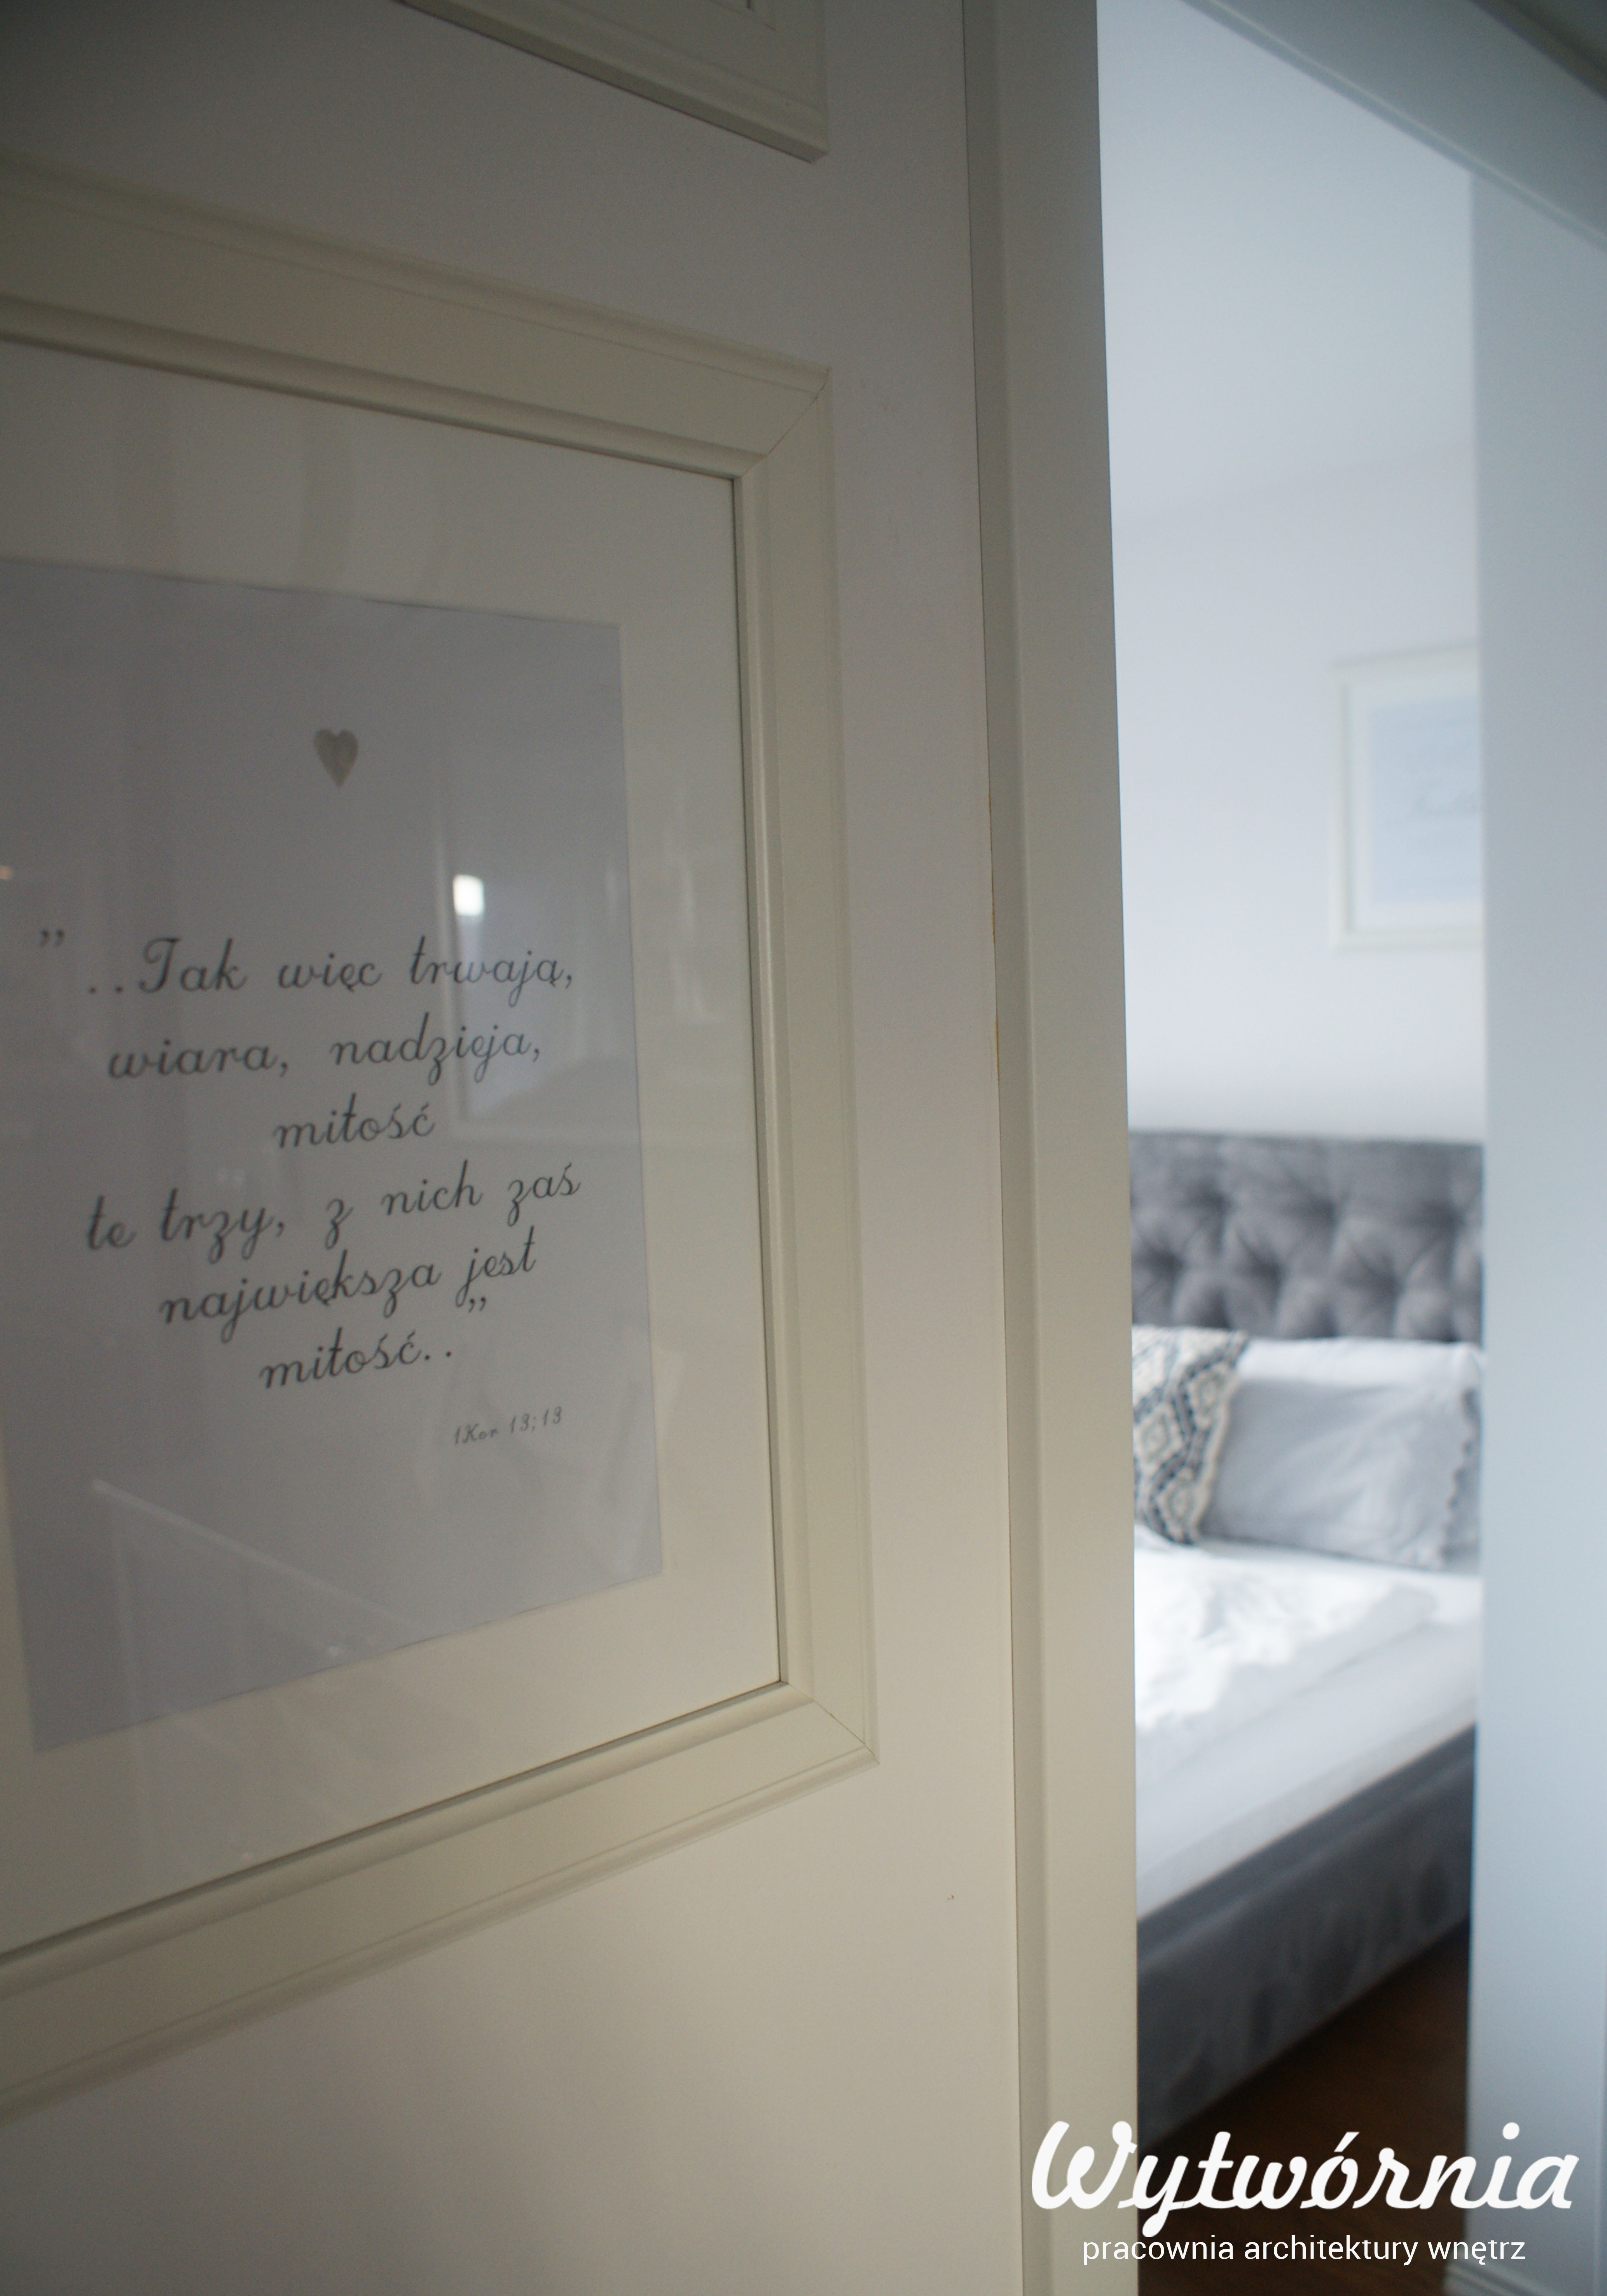 ” ..Tak więc trwają,
wiara, nadzieja,
miłość
te trzy, z nich zaś
największa jest
miłość.. ”
1Kor 13;13
Wytwórnia
pracownia architektury wnętrz